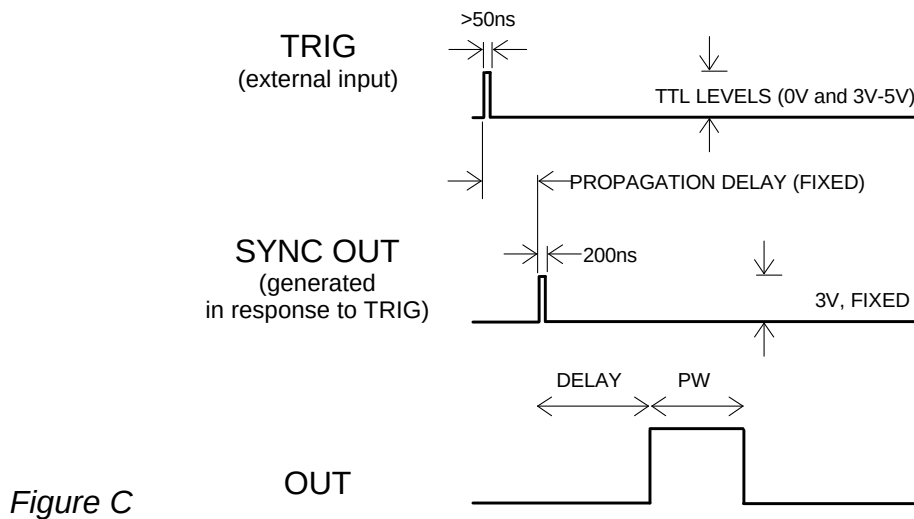 >50ns
TRIG
(external input)
TTL LEVELS (0V and 3V-5V)
PROPAGATION DELAY (FIXED)
SYNC OUT
(generated
in response to TRIG)
200ns
3V, FIXED
DELAY
PW
OUT
Figure C